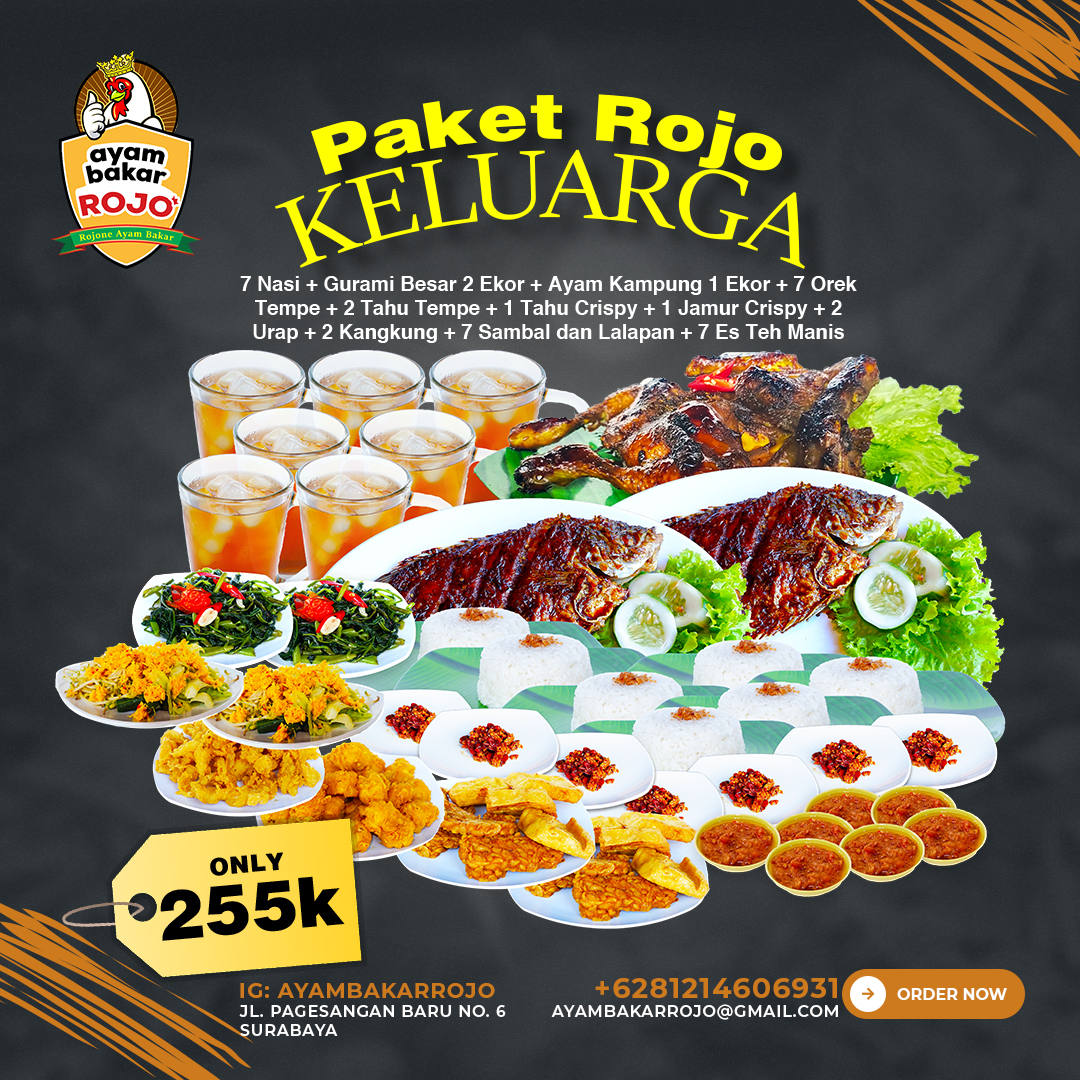 ayam
bakar
ROJO
Rojone Ayam Bakar
Paket Rojo
KELUARGA
7 Nasi + Gurami Besar 2 Ekor + Ayam Kampung 1 Ekor + 7 Orek
Tempe + 2 Tahu Tempe + 1 Tahu Crispy + 1 Jamur Crispy + 2
Urap + 2 Kangkung + 7 Sambal dan Lalapan + 7 Es Teh Manis
ONLY
255k
IG: AYAMBAKARROJO
JL. PAGESANGAN BARU NO. 6
SURABAYA
+6281214606931
AYAMBAKARROJO@GMAIL.COM
ORDER NOW